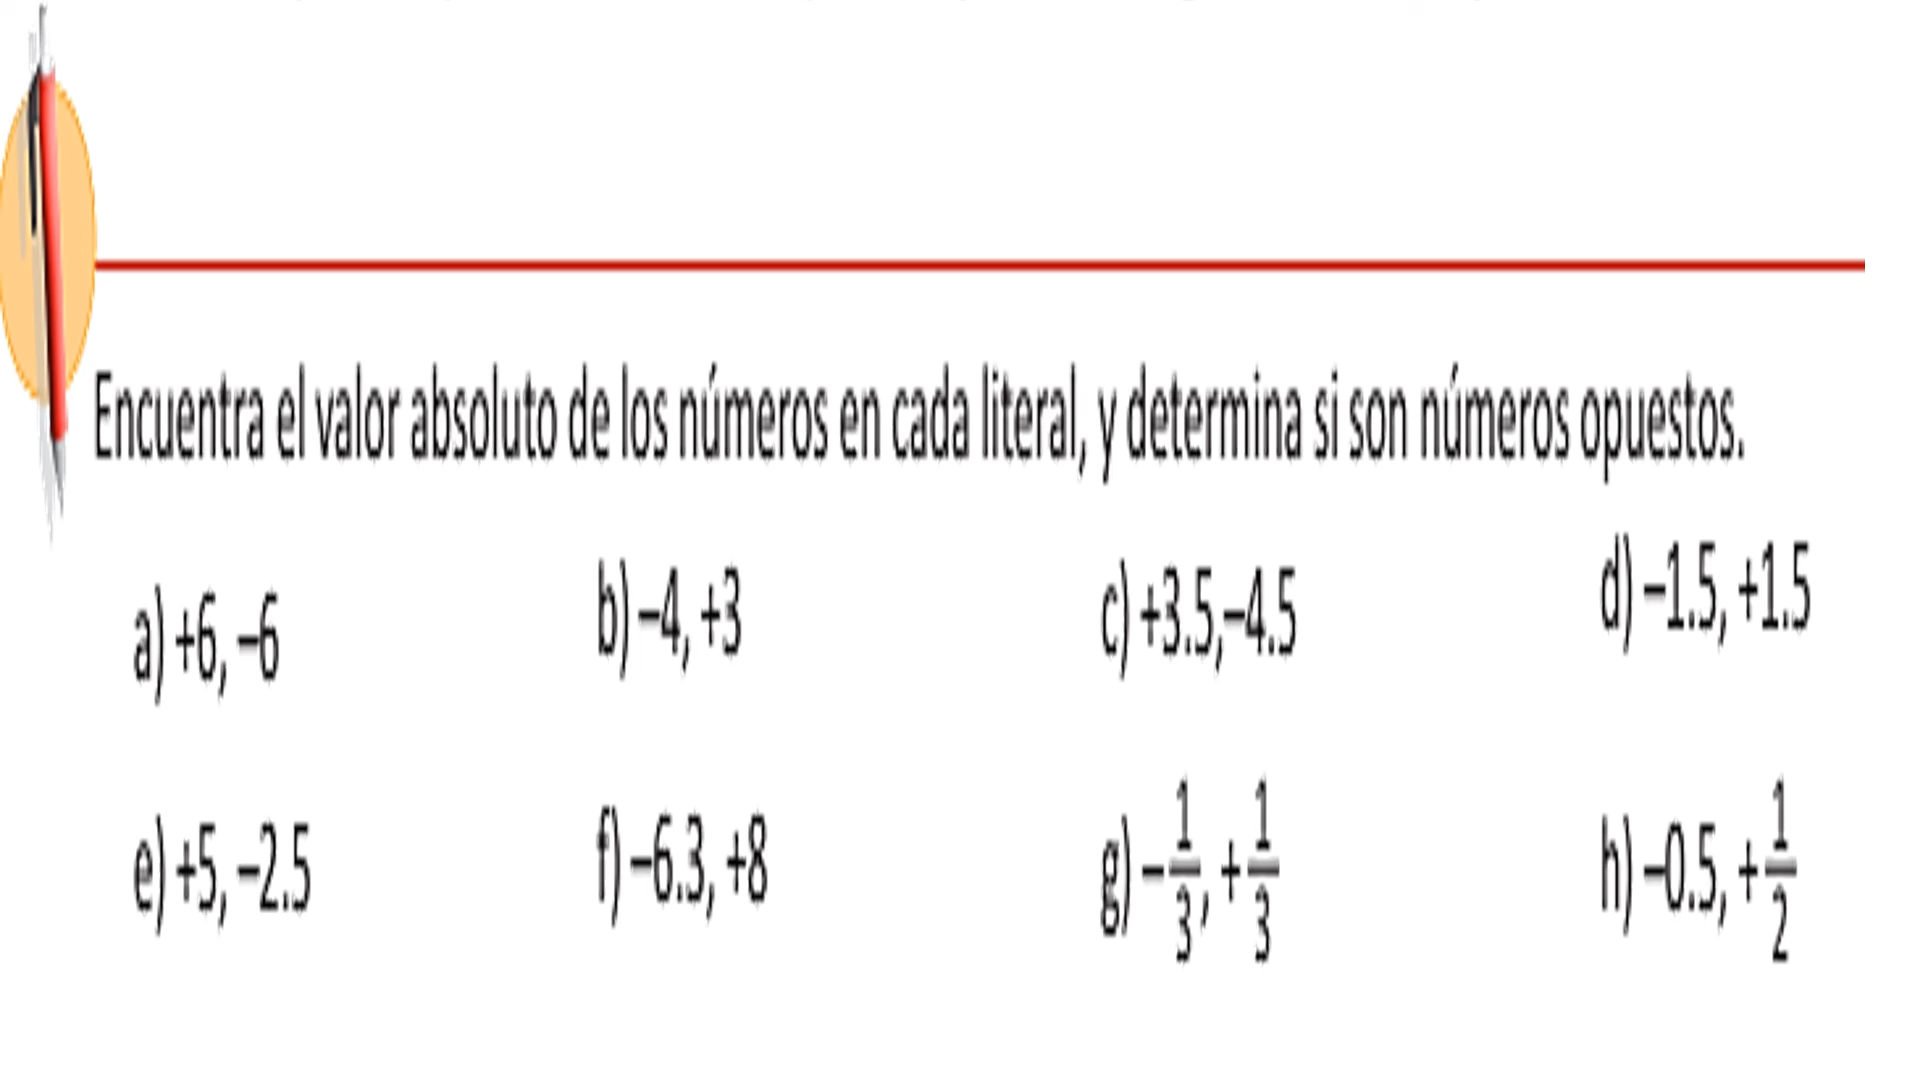 Encuentra el valor absoluto de los números en cada literal, y determina si son números opuestos.
a) +6, −6 b) −4, +3 c) +3.5,−4.5 d) −1.5, +1.5
e) +5, −2.5 f) −6.3, +8 g) −1/3, +1/3 h) −0.5, +1/2